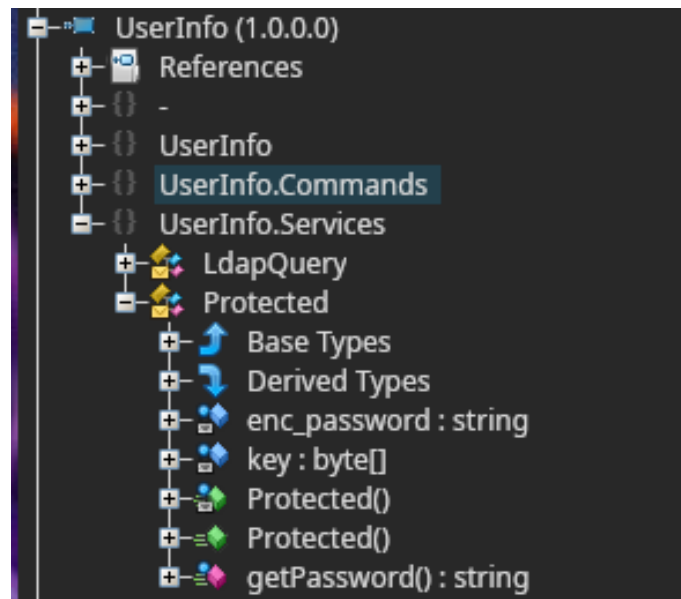 UserInfo (1.0.0.0)
References
-
UserInfo
UserInfo.Commands
UserInfo.Services
LdapQuery
Protected
Base Types
Derived Types
enc_password : string
key : byte[]
Protected()
Protected()
getPassword() : string